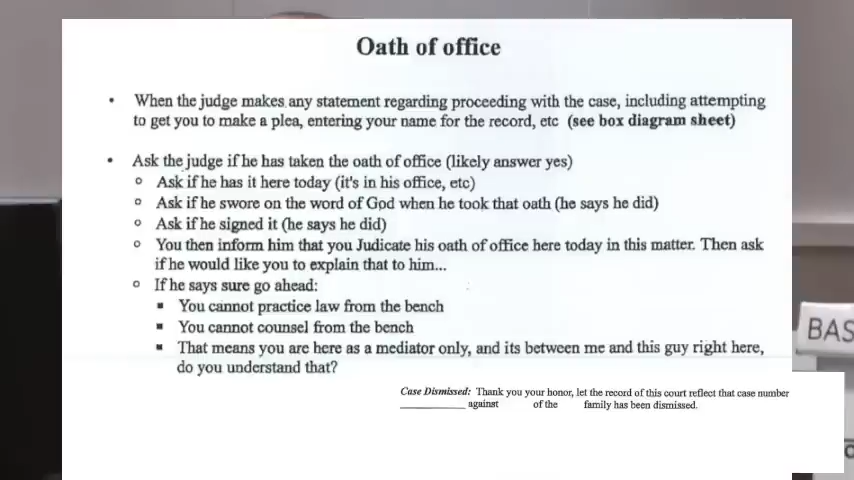 Oath of office
• When the judge makes any statement regarding proceeding with the case, including attempting
to get you to make a plea, entering your name for the record, etc (see box diagram sheet)
• Ask the judge if he has taken the oath of office (likely answer yes)
o Ask if he has it here today (it's in his office, etc)
o Ask if he swore on the word of God when he took that oath (he says he did)
o Ask if he signed it (he says he did)
o You then inform him that you Judicate his oath of office here today in this matter. Then ask
if he would like you to explain that to him...
o If he says sure go ahead:
▪ You cannot practice law from the bench
▪ You cannot counsel from the bench
▪ That means you are here as a mediator only, and its between me and this guy right here,
do you understand that?
Case Dismissed: Thank you your honor, let the record of this court reflect that case number
____________ against of the family has been dismissed.
BAS